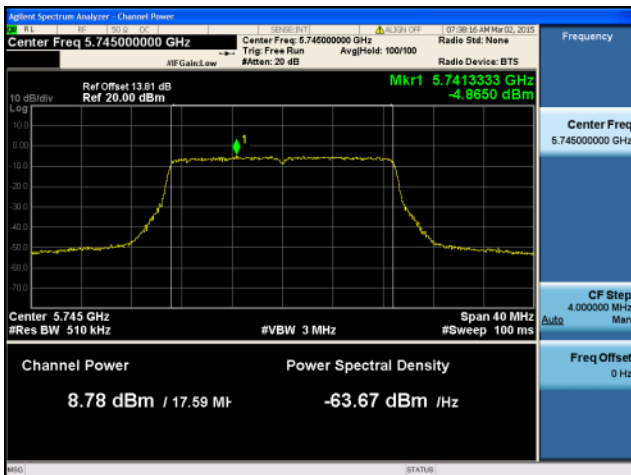 Agilent Spectrum Analyzer - Channel Power
RL RF 50 Ω DC SENSE:INT ALIGN OFF 07:38:16 AM Mar 02, 2015
Center Freq 5.745000000 GHz
Center Freq: 5.745000000 GHz
Radio Std: None
Trig: Free Run Avg|Hold: 100/100
#IFGain:Low #Atten: 20 dB Radio Device: BTS
Frequency
Mkr1 5.7413333 GHz
-4.8650 dBm
Ref Offset 13.81 dB
10 dB/div Ref 20.00 dBm
Log
10.0
0.00
-10.0
-20.0
-30.0
-40.0
-50.0
-60.0
-70.0
1
Center 5.745 GHz Span 40 MHz
#Res BW 510 kHz #VBW 3 MHz #Sweep 100 ms
Channel Power Power Spectral Density
8.78 dBm / 17.59 MH -63.67 dBm /Hz
Center Freq
5.745000000 GHz
CF Step
4.000000 MHz
Auto Man
Freq Offset
0 Hz
MSG STATUS